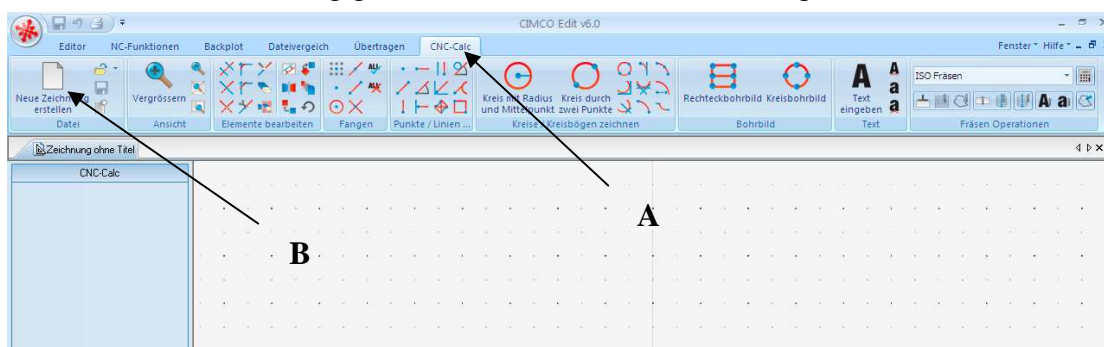 CIMCO Edit v6.0
Editor NC-Funktionen Backplot Dateivergeich Übertragen CNC-Calc Fenster Hilfe
Neue Zeichnung erstellen
Vergrössern
Kreis mit Radius und Mittelpunkt
Kreis durch zwei Punkte
Rechteckbohrbild Kreisbohrbild
Text eingeben
ISO Fräsen
Datei Ansicht Elemente bearbeiten Fangen Punkte / Linien ... Kreise / Kreisbögen zeichnen Bohrbild Text Fräsen Operationen
Zeichnung ohne Titel
CNC-Calc
A
B